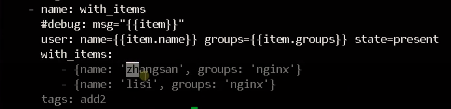 - name: with_items
#debug: msg="{{item}}"
user: name={{item.name}} groups={{item.groups}} state=present
with_items:
- {name: 'zhangsan', groups: 'nginx'}
- {name: 'lisi', groups: 'nginx'}
tags: add2